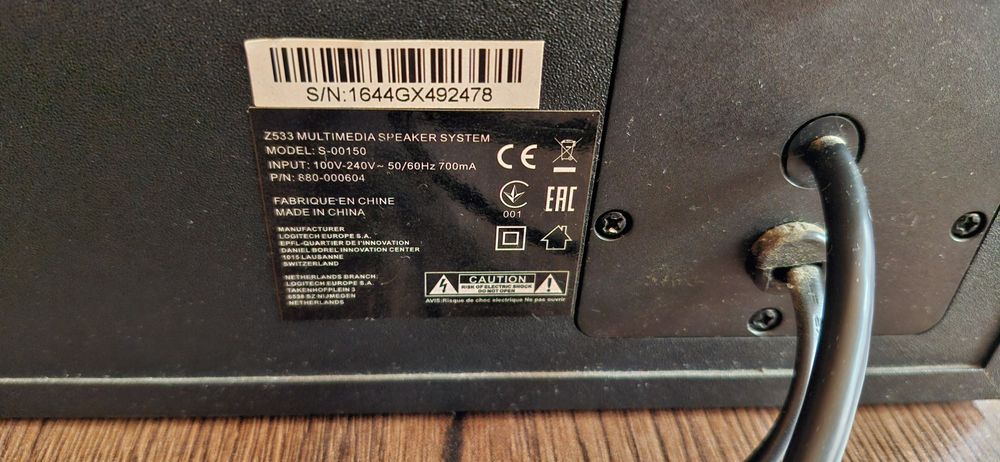 S/N:1644GX492478
Z533 MULTIMEDIA SPEAKER SYSTEM
MODEL: S-00150
INPUT: 100V-240V~ 50/60Hz 700mA
P/N: 880-000604
FABRIQUE EN CHINE
MADE IN CHINA
MANUFACTURER
LOGITECH EUROPE S.A.
EPFL-QUARTIER DE I'INNOVATION
DANIEL BOREL INNOVATION CENTER
1015 LAUSANNE
SWITZERLAND
NETHERLANDS BRANCH:
LOGITECH EUROPE S.A.
TAKENHOFPLEIN 3
6538 SZ NIJMEGEN
NETHERLANDS
CE
001
EAC
CAUTION
RISK OF ELECTRIC SHOCK
DO NOT OPEN
AVIS:Risque de choc electrique Ne pas ouvrir